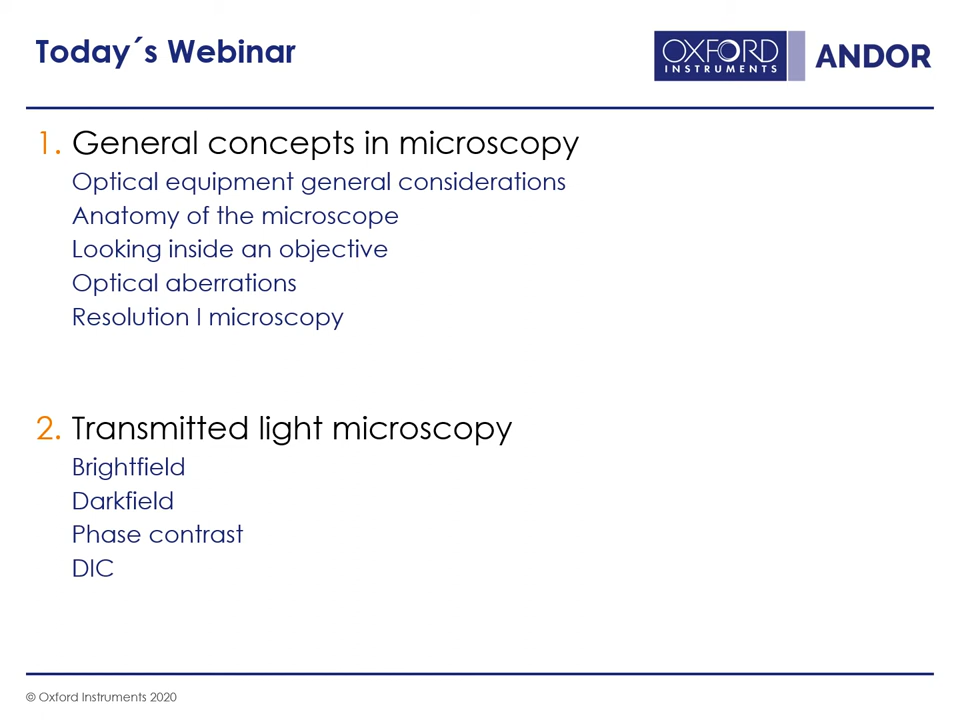 Today´s Webinar
OXFORD
INSTRUMENTS
ANDOR
1. General concepts in microscopy
Optical equipment general considerations
Anatomy of the microscope
Looking inside an objective
Optical aberrations
Resolution I microscopy
2. Transmitted light microscopy
Brightfield
Darkfield
Phase contrast
DIC
© Oxford Instruments 2020